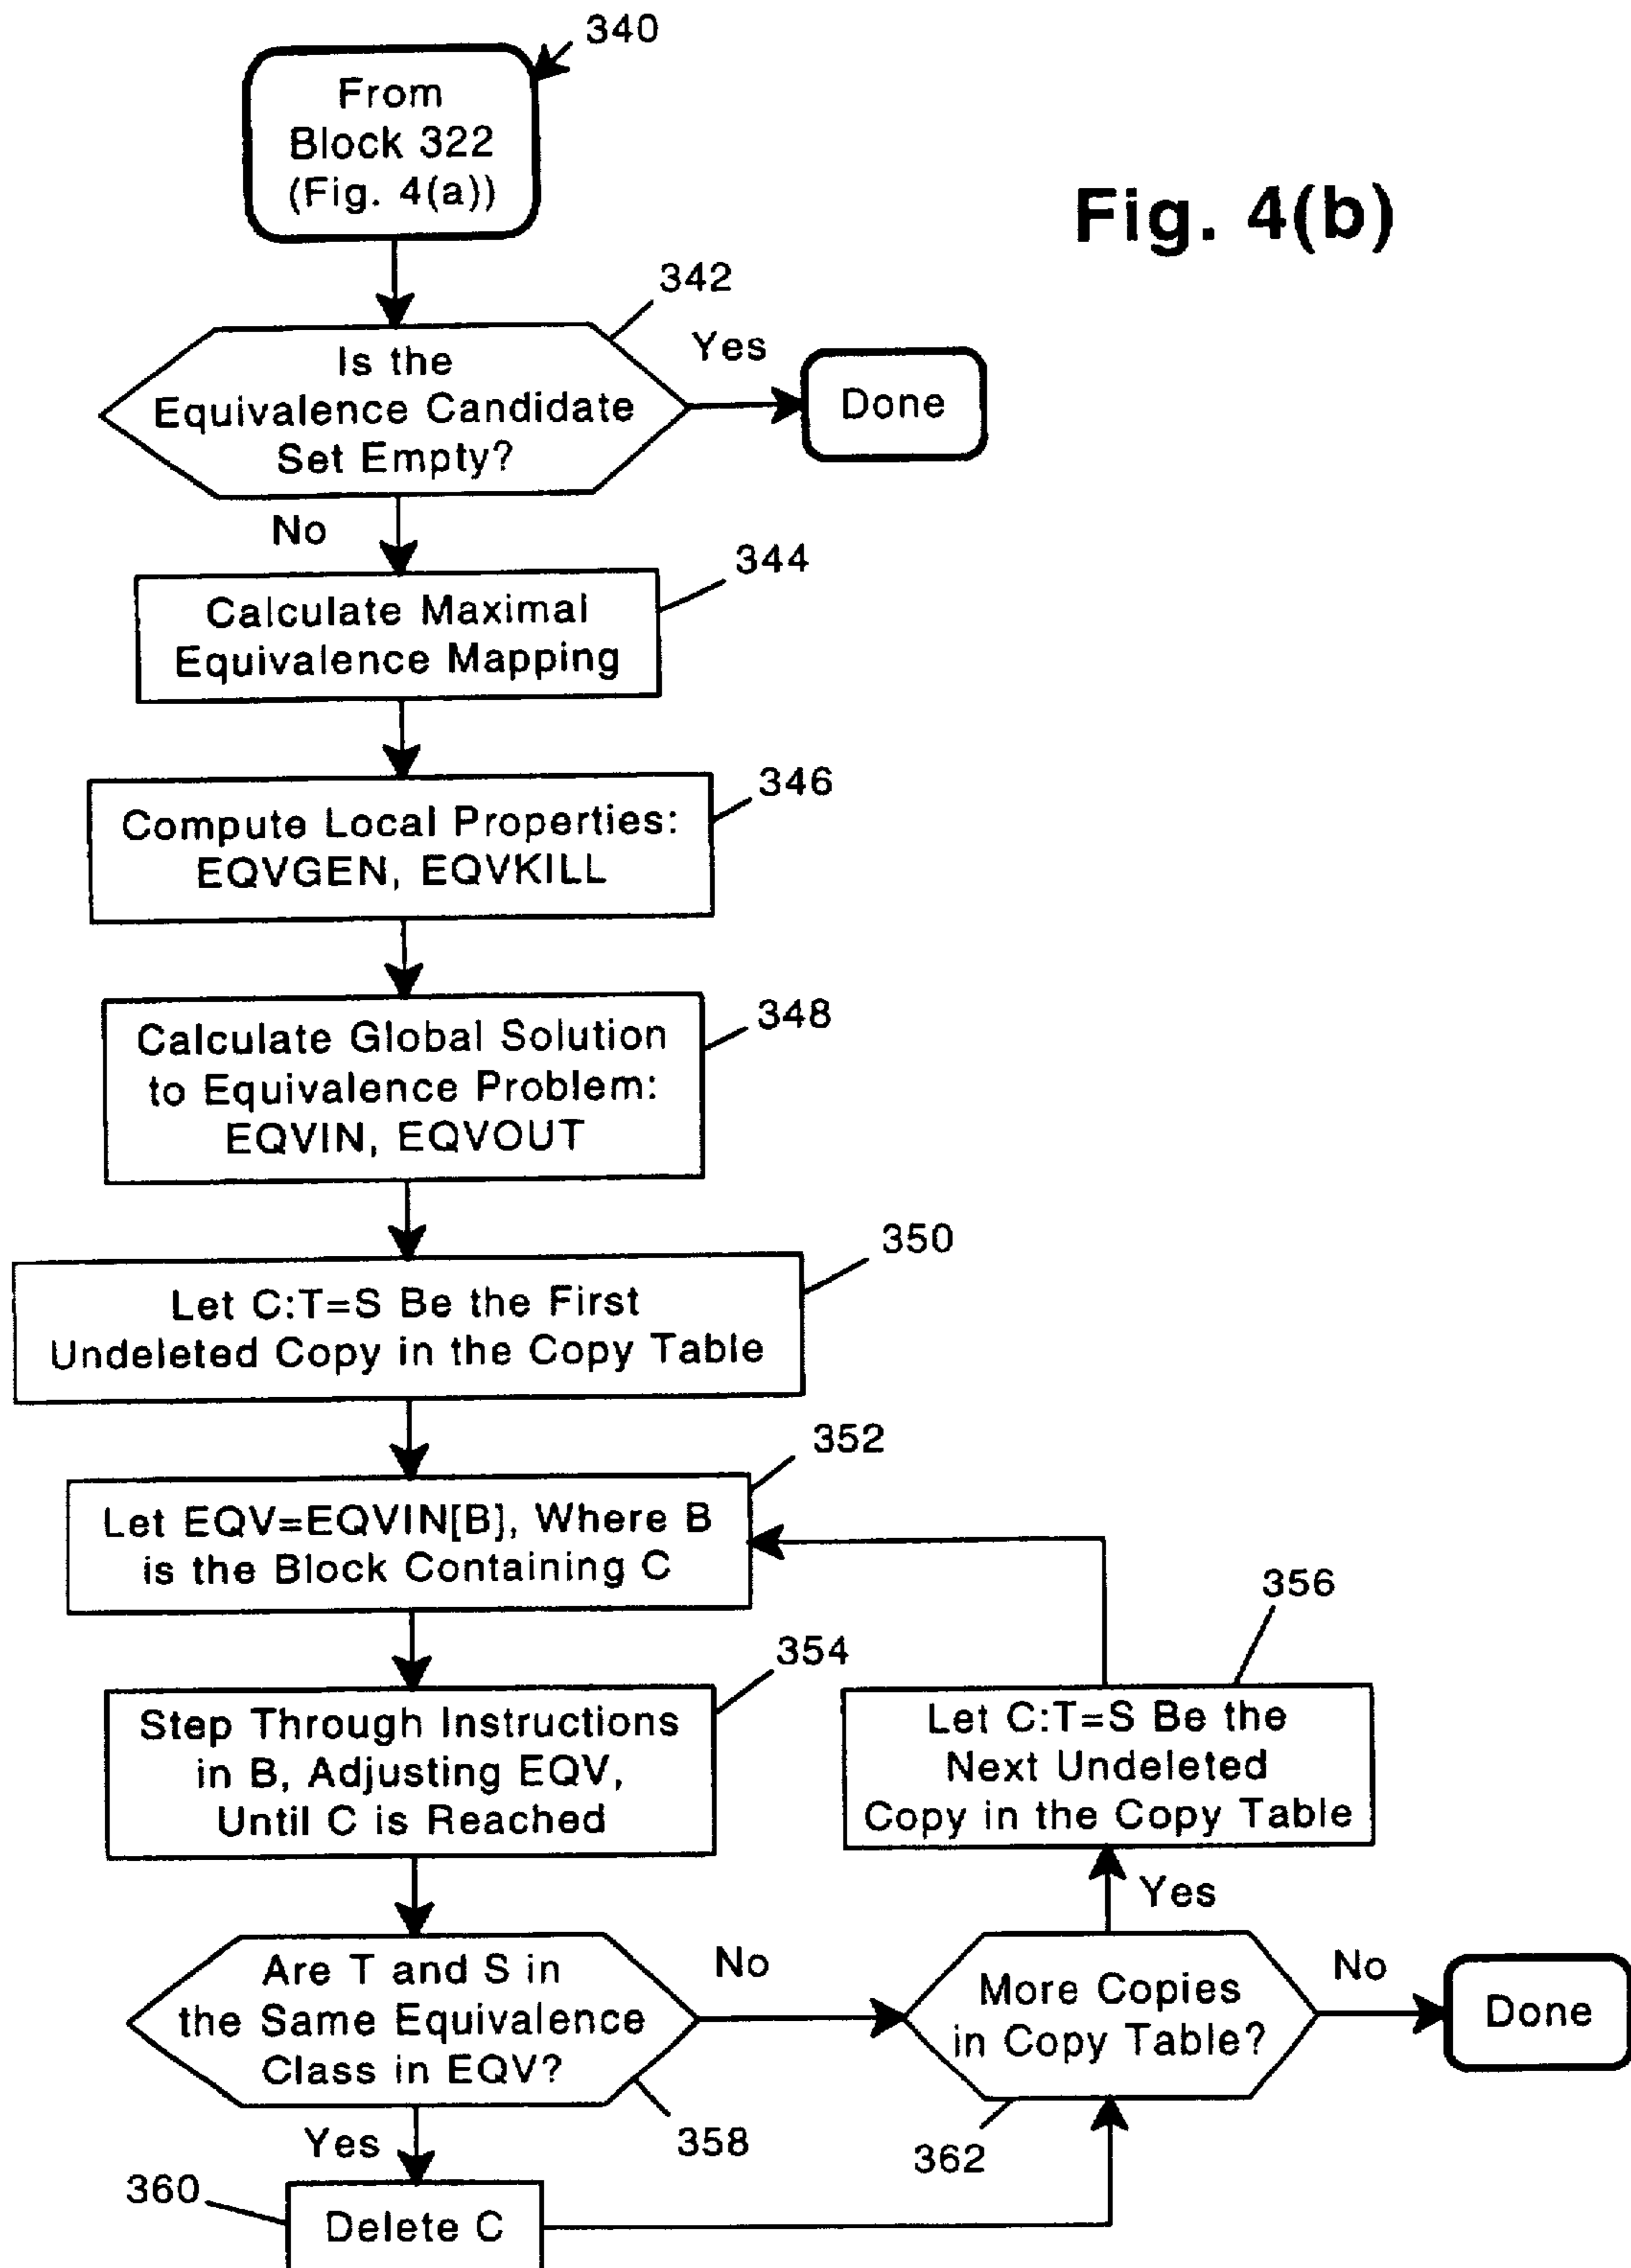 340
From
Block 322
(Fig. 4(a))
Fig. 4(b)
342
Is the
Equivalence Candidate
Set Empty?
Yes
Done
No
344
Calculate Maximal
Equivalence Mapping
346
Compute Local Properties:
EQVGEN, EQVKILL
348
Calculate Global Solution
to Equivalence Problem:
EQVIN, EQVOUT
350
Let C:T=S Be the First
Undeleted Copy in the Copy Table
352
Let EQV=EQVIN[B], Where B
is the Block Containing C
354
Step Through Instructions
in B, Adjusting EQV,
Until C is Reached
356
Let C:T=S Be the
Next Undeleted
Copy in the Copy Table
Yes
Are T and S in
the Same Equivalence
Class in EQV?
No
More Copies
in Copy Table?
No
Done
358
362
Yes
360
Delete C